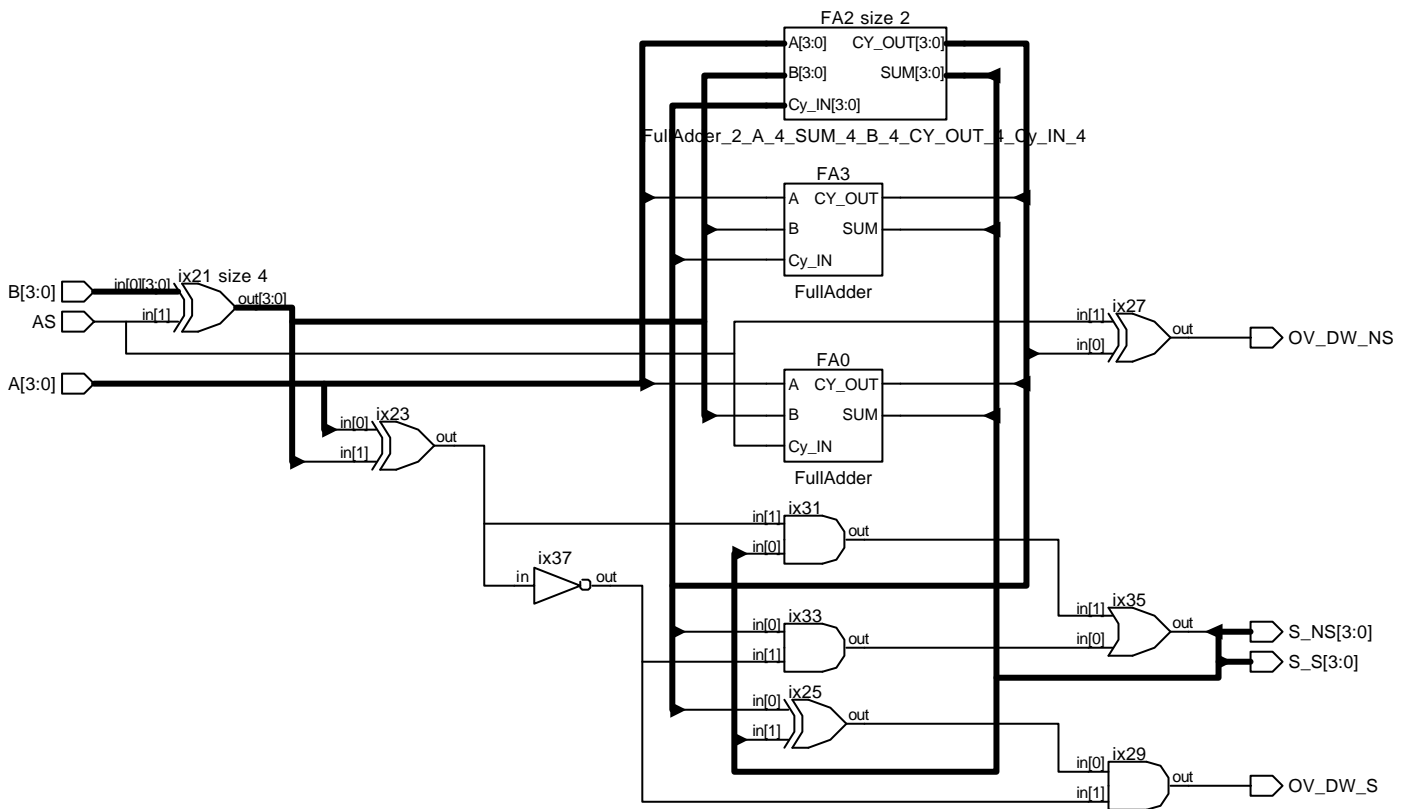 FA2 size 2
A[3:0] CY_OUT[3:0]
B[3:0] SUM[3:0]
Cy_IN[3:0]
FullAdder_2_A_4_SUM_4_B_4_CY_OUT_4_Cy_IN_4
FA3
A CY_OUT
B SUM
Cy_IN
FullAdder
ix21 size 4
B[3:0] in[0][3:0] out[3:0]
AS in[1]
ix27
in[1] out OV_DW_NS
in[0]
FA0
A[3:0] A CY_OUT
B SUM
Cy_IN
FullAdder
ix23
in[0] out
in[1]
ix31
in[1] out
in[0]
ix37
in out
ix33
in[0] out
in[1]
ix35
in[1] out S_NS[3:0]
in[0] S_S[3:0]
ix25
in[0] out
in[1]
ix29
in[0] out OV_DW_S
in[1]